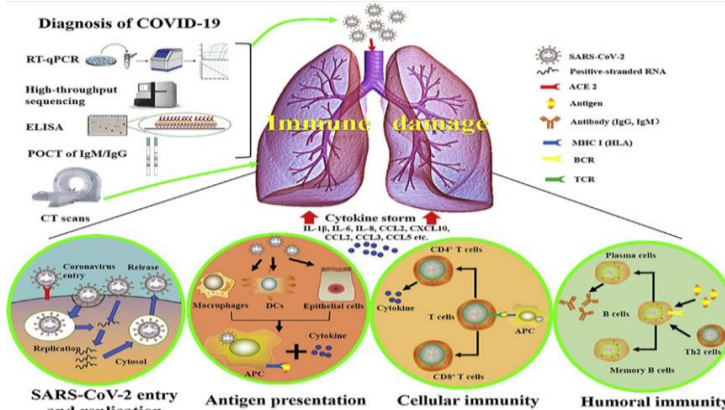 Diagnosis of COVID-19
RT-qPCR
High-throughput
sequencing
ELISA
POCT of IgM/IgG
CT scans
Immune damage
SARS-CoV-2
Positive-stranded RNA
ACE 2
Antigen
Antibody (IgG, IgM)
MHC I (HLA)
BCR
TCR
Cytokine storm
IL-1β, IL-6, IL-8, CCL2, CXCL10,
CCL2, CCL3, CCL5 etc.
Coronavirus
entry
Release
Replication
Cytosol
SARS-CoV-2 entry
and replication
Macrophages
DCs
Epithelial cells
Cytokine
APC
Antigen presentation
CD4⁺ T cells
Cytokine
T cells
APC
CD8⁺ T cells
Cellular immunity
Plasma cells
B cells
Th2 cells
Memory B cells
Humoral immunity